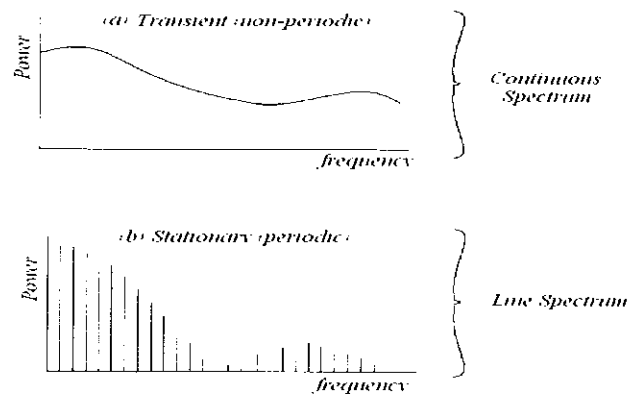 (a) Transient (non-periodic)
Power
Continuous
Spectrum
frequency
(b) Stationary (periodic)
Power
Line Spectrum
frequency